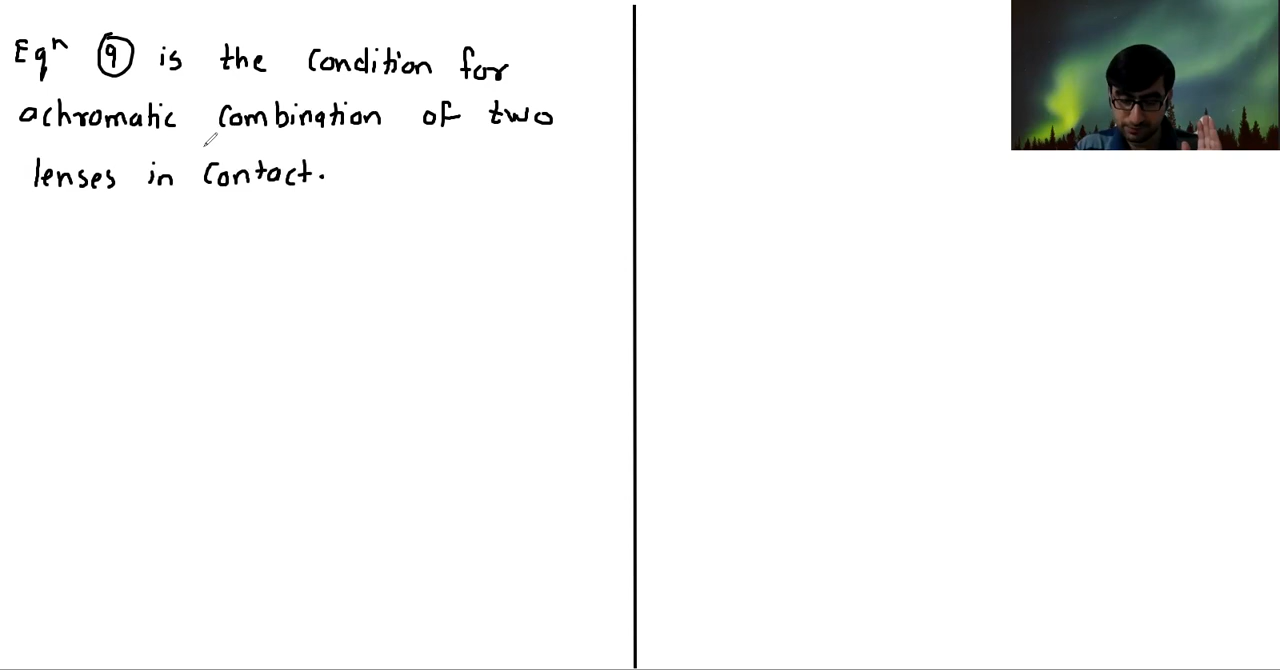 Eqⁿ ⑨ is the condition for
achromatic combination of two
lenses in contact.